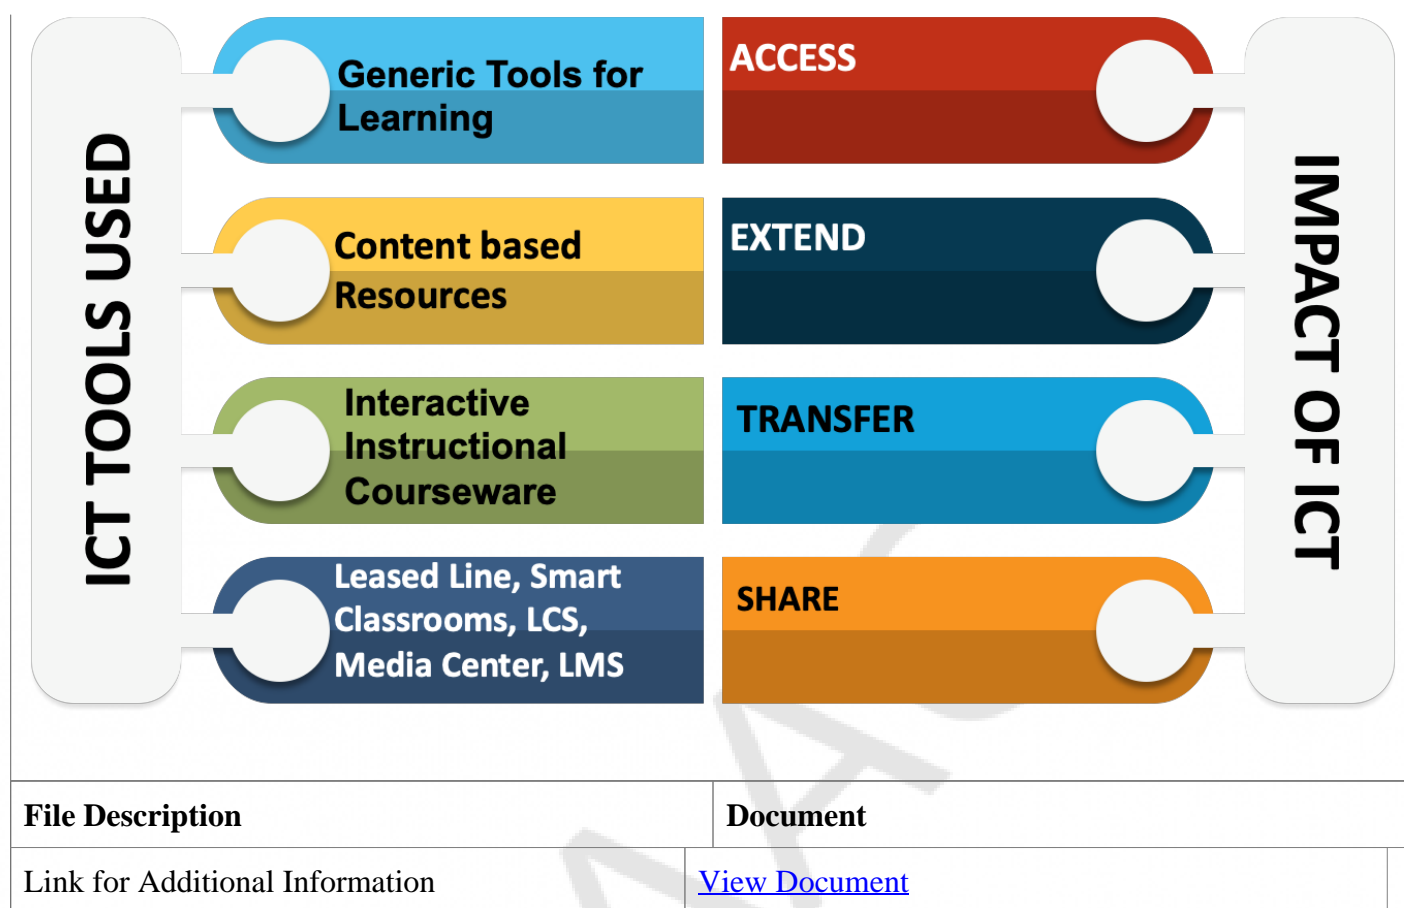 ICT TOOLS USED
Generic Tools for
Learning
Content based
Resources
Interactive
Instructional
Courseware
Leased Line, Smart
Classrooms, LCS,
Media Center, LMS
ACCESS
EXTEND
TRANSFER
SHARE
IMPACT OF ICT
File Description
Document
Link for Additional Information
View Document